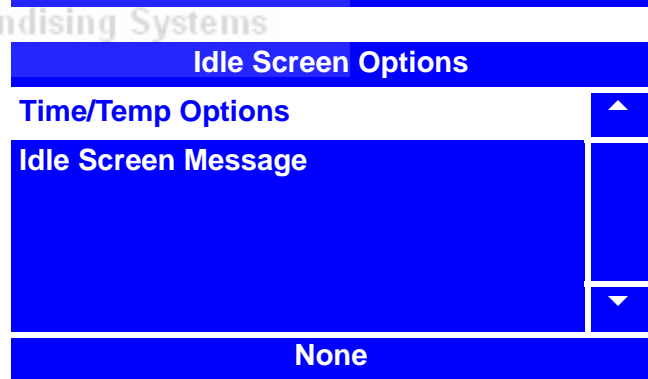 ndising Systems
Idle Screen Options
Time/Temp Options
Idle Screen Message
None